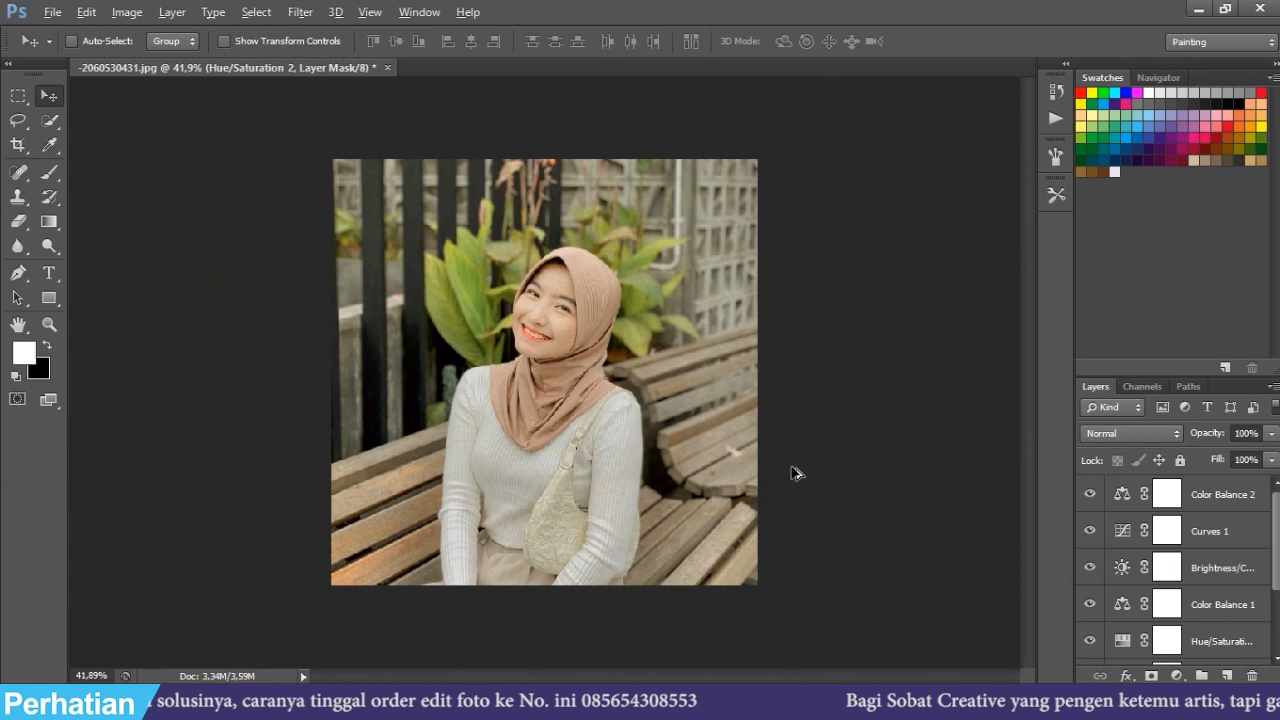 Ps File Edit Image Layer Type Select Filter 3D View Window Help
Auto-Select: Group Show Transform Controls 3D Mode: Painting
-2060530431.jpg @ 41,9% (Hue/Saturation 2, Layer Mask/8) * ×
Swatches Navigator
Layers Channels Paths
Kind
Normal Opacity: 100%
Lock: Fill: 100%
Color Balance 2
Curves 1
Brightness/C...
Color Balance 1
Hue/Saturati...
41,89% Doc: 3,34M/3,59M
Perhatian solusinya, caranya tinggal order edit foto ke No. ini 085654308553 Bagi Sobat Creative yang pengen ketemu artis, tapi ga